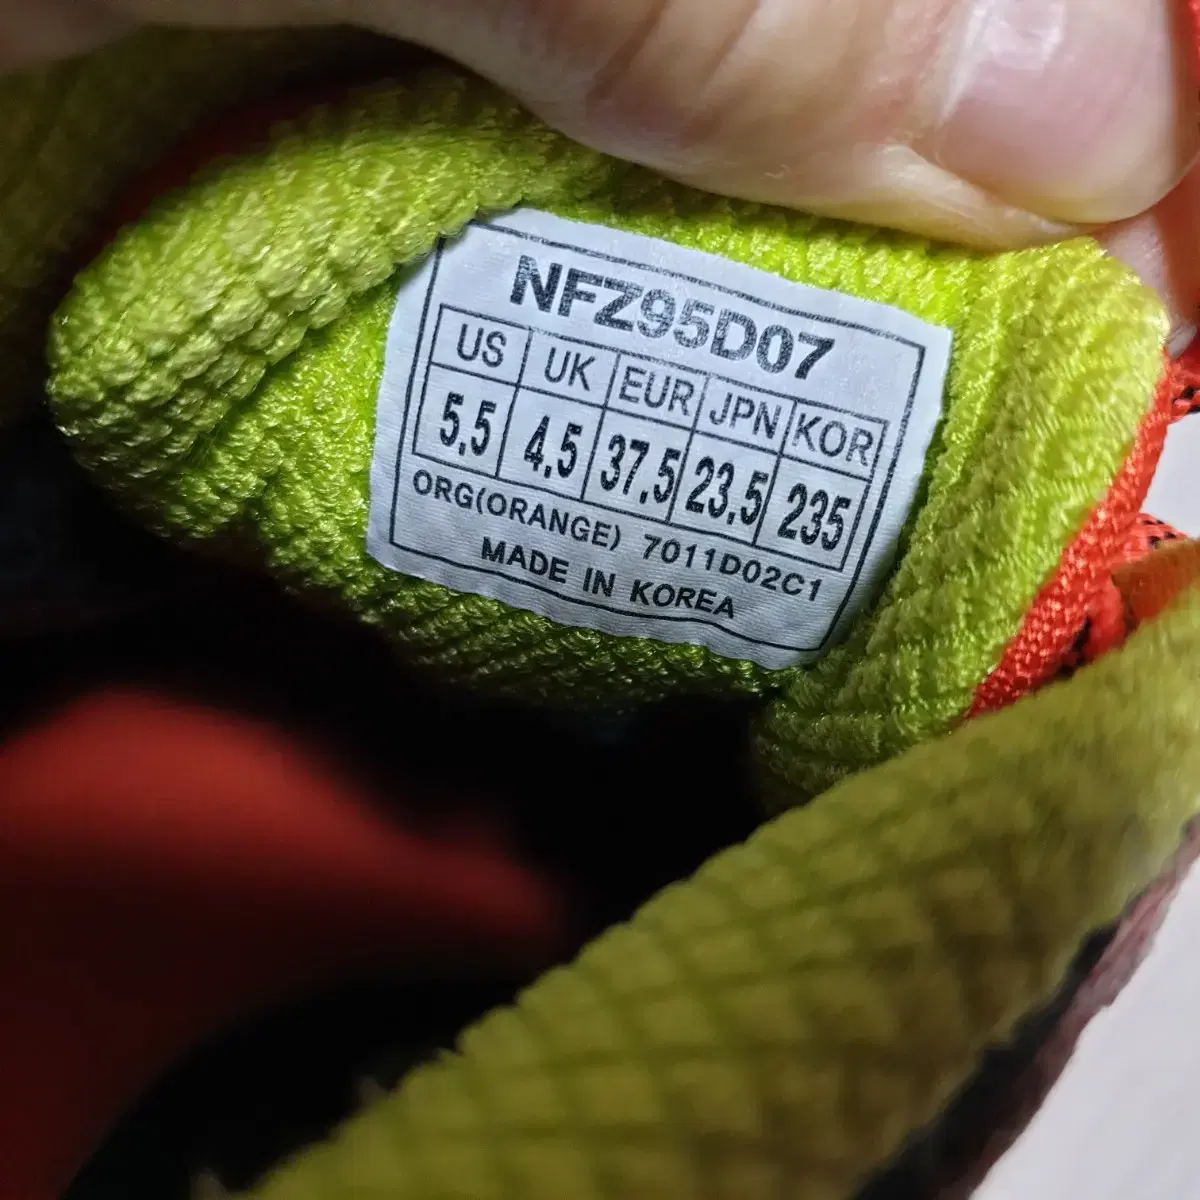 NFZ95D07
US UK EUR JPN KOR
5.5 4.5 37.5 23.5 235
ORG(ORANGE) 7011D02C1
MADE IN KOREA